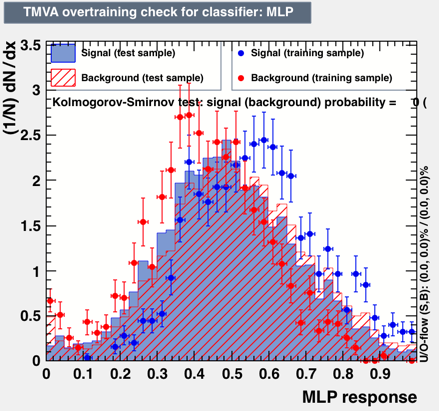 TMVA overtraining check for classifier: MLP
Signal (test sample)
Signal (training sample)
Background (test sample)
Background (training sample)
Kolmogorov-Smirnov test: signal (background) probability = 0 (
(1/N) dN / dx
3.5
3
2.5
2
1.5
1
0.5
0
0 0.1 0.2 0.3 0.4 0.5 0.6 0.7 0.8 0.9
MLP response
U/O-flow (S,B): (0.0, 0.0)% / (0.0, 0.0)%